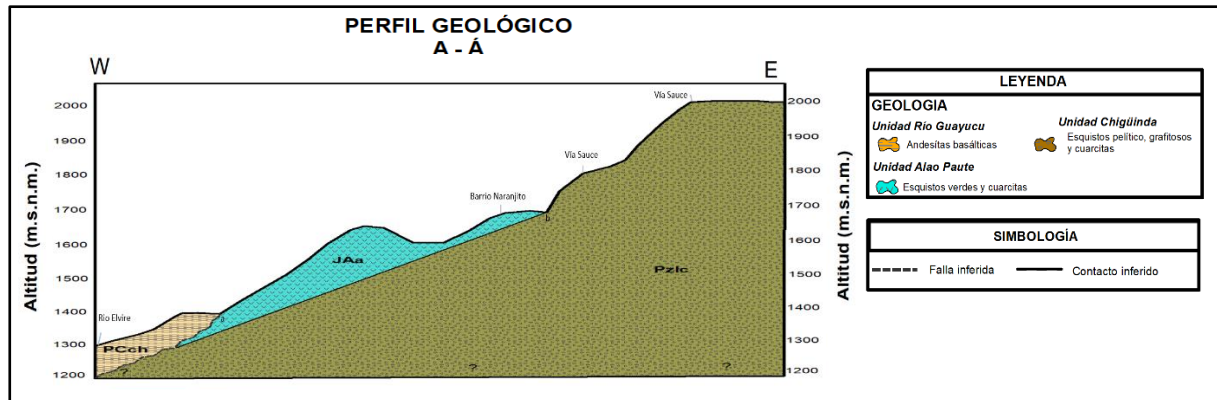 PERFIL GEOLÓGICO
A - Á
W
E
Altitud (m.s.n.m.)
2000
1900
1800
1700
1600
1500
1400
1300
1200
Río Elvire
Barrio Naranjito
Vía Sauce
Vía Sauce
PCch
JAa
PzIc
a
b
?
?
?
2000
1900
1800
1700
1600
1500
1400
1300
1200
Altitud (m.s.n.m.)
LEYENDA
GEOLOGIA
Unidad Río Guayucu
Andesítas basálticas
Unidad Chigüinda
Esquistos pelítico, grafitosos
y cuarcitas
Unidad Alao Paute
Esquistos verdes y cuarcitas
SIMBOLOGÍA
Falla inferida
Contacto inferido